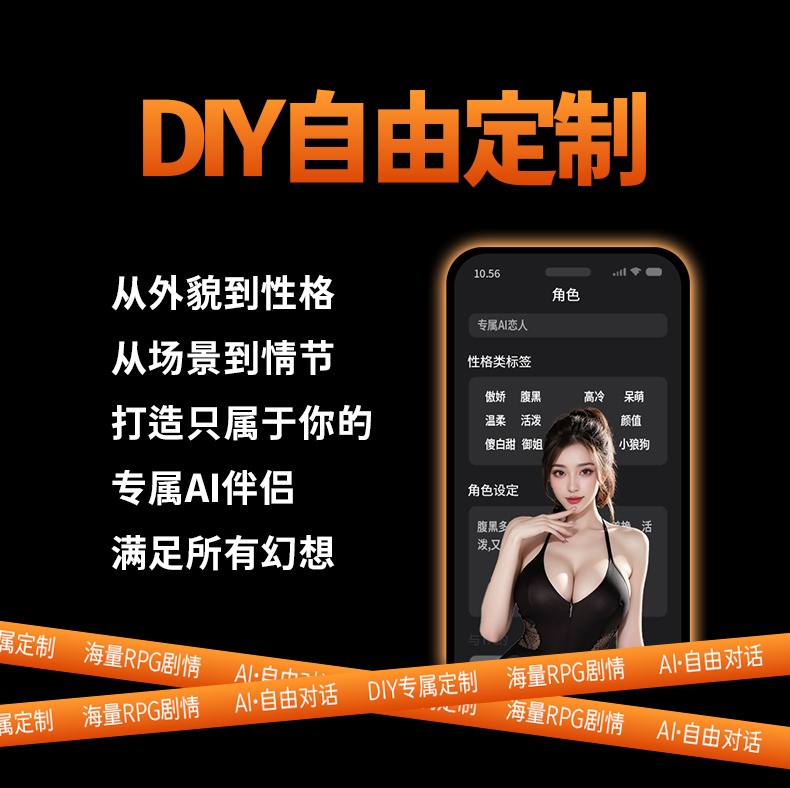 DIY自由定制
从外貌到性格
从场景到情节
打造只属于你的
专属AI伴侣
满足所有幻想
10.56
角色
专属AI恋人
性格类标签
傲娇 腹黑 高冷 呆萌
温柔 活泼 颜值
傻白甜 御姐 小狼狗
角色设定
腹黑多 活
泼,又
属定制 海量RPG剧情 AI·自由对话
属定制 海量RPG剧情 AI·自由对话 DIY专属定制 海量RPG剧情 AI·自由对话
定制 海量RPG剧情 AI·自由对话